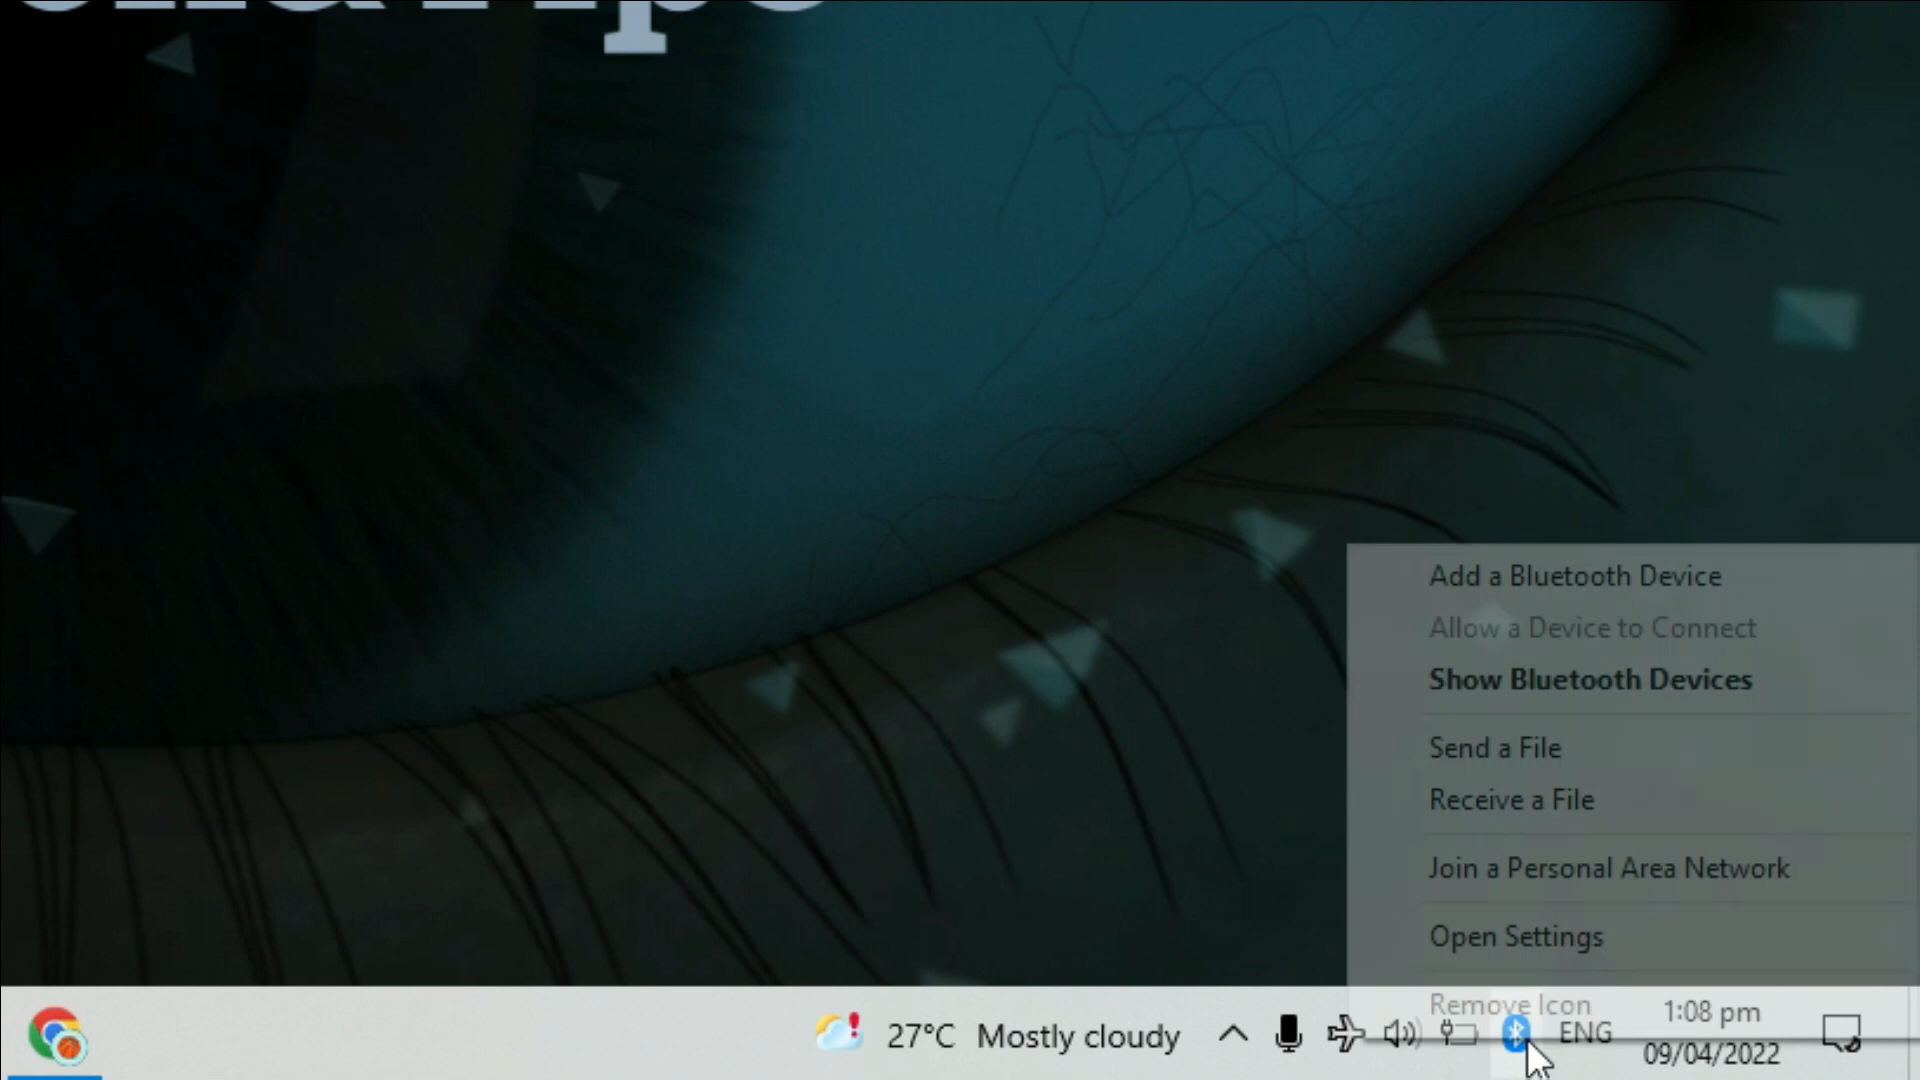 Add a Bluetooth Device
Allow a Device to Connect
Show Bluetooth Devices
Send a File
Receive a File
Join a Personal Area Network
Open Settings
Remove Icon
27°C Mostly cloudy
ENG
1:08 pm
09/04/2022